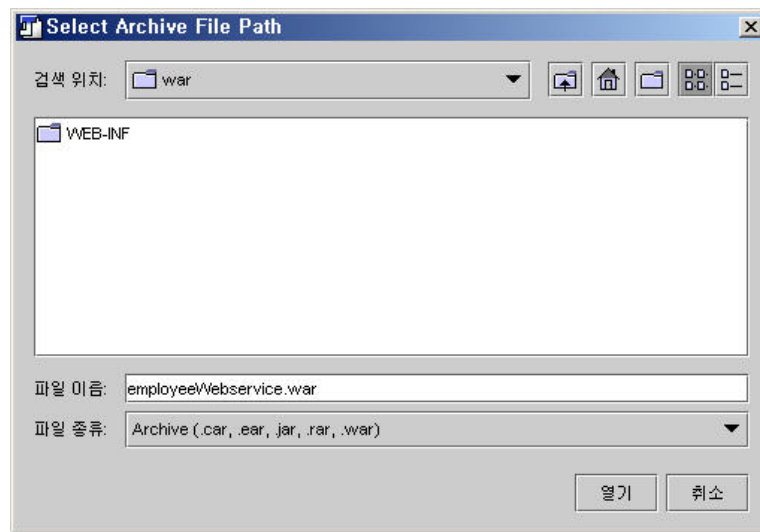 Select Archive File Path
검색 위치: war
WEB-INF
파일 이름: employeeWebservice.war
파일 종류: Archive (.car, .ear, .jar, .rar, .war)
열기 취소